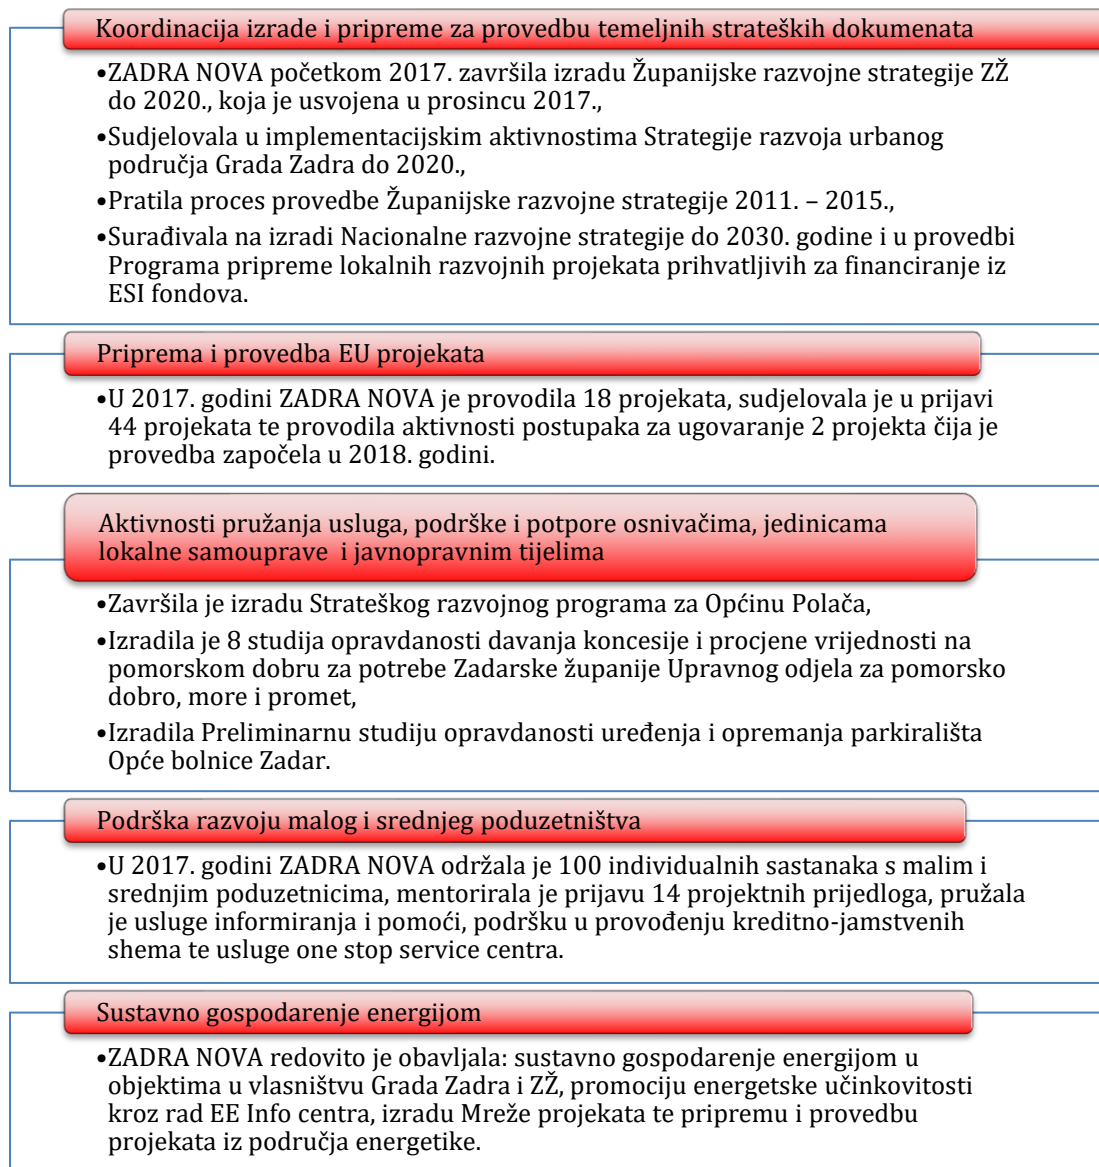 Koordinacija izrade i pripreme za provedbu temeljnih strateških dokumenata
•ZADRA NOVA početkom 2017. završila izradu Županijske razvojne strategije ZŽ
do 2020., koja je usvojena u prosincu 2017.,
•Sudjelovala u implementacijskim aktivnostima Strategije razvoja urbanog
područja Grada Zadra do 2020.,
•Pratila proces provedbe Županijske razvojne strategije 2011. – 2015.,
•Surađivala na izradi Nacionalne razvojne strategije do 2030. godine i u provedbi
Programa pripreme lokalnih razvojnih projekata prihvatljivih za financiranje iz
ESI fondova.
Priprema i provedba EU projekata
•U 2017. godini ZADRA NOVA je provodila 18 projekata, sudjelovala je u prijavi
44 projekata te provodila aktivnosti postupaka za ugovaranje 2 projekta čija je
provedba započela u 2018. godini.
Aktivnosti pružanja usluga, podrške i potpore osnivačima, jedinicama
lokalne samouprave  i javnopravnim tijelima
•Završila je izradu Strateškog razvojnog programa za Općinu Polača,
•Izradila je 8 studija opravdanosti davanja koncesije i procjene vrijednosti na
pomorskom dobru za potrebe Zadarske županije Upravnog odjela za pomorsko
dobro, more i promet,
•Izradila Preliminarnu studiju opravdanosti uređenja i opremanja parkirališta
Opće bolnice Zadar.
Podrška razvoju malog i srednjeg poduzetništva
•U 2017. godini ZADRA NOVA održala je 100 individualnih sastanaka s malim i
srednjim poduzetnicima, mentorirala je prijavu 14 projektnih prijedloga, pružala
je usluge informiranja i pomoći, podršku u provođenju kreditno-jamstvenih
shema te usluge one stop service centra.
Sustavno gospodarenje energijom
•ZADRA NOVA redovito je obavljala: sustavno gospodarenje energijom u
objektima u vlasništvu Grada Zadra i ZŽ, promociju energetske učinkovitosti
kroz rad EE Info centra, izradu Mreže projekata te pripremu i provedbu
projekata iz područja energetike.